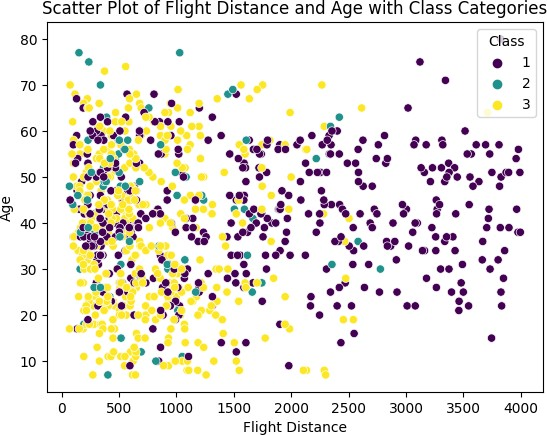 Scatter Plot of Flight Distance and Age with Class Categories
Class
1
2
3
80
70
60
50
40
30
20
10
Age
0 500 1000 1500 2000 2500 3000 3500 4000
Flight Distance